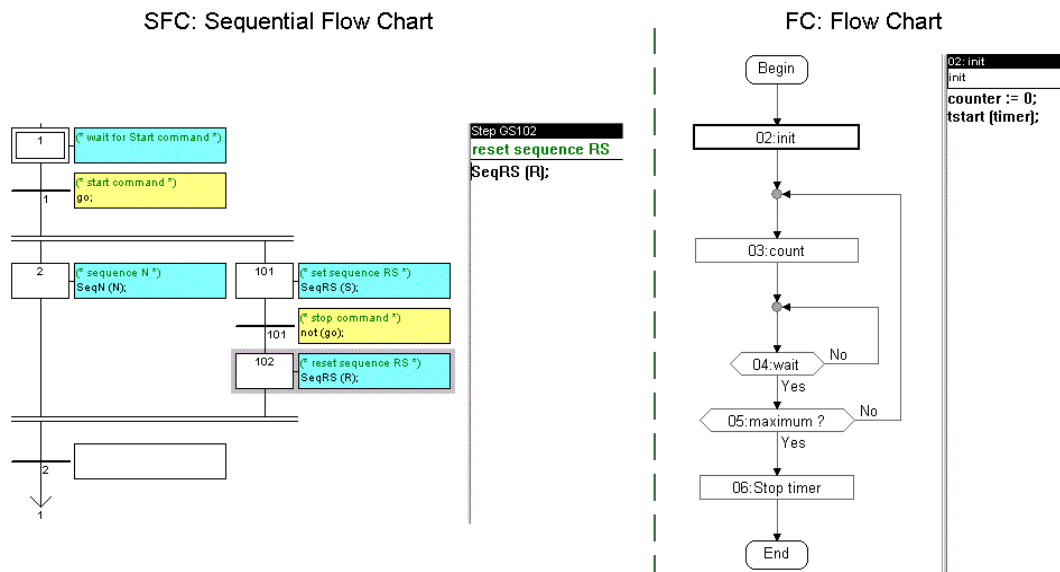 SFC: Sequential Flow Chart
1
(* wait for Start command *)
(* start command *)
go;
1
2
(* sequence N *)
SeqN (N);
101
(* set sequence RS *)
SeqRS (S);
(* stop command *)
not (go);
101
102
(* reset sequence RS *)
SeqRS (R);
2
1
Step GS102
reset sequence RS
SeqRS (R);
FC: Flow Chart
Begin
02:init
03:count
04:wait
No
Yes
05:maximum ?
No
Yes
06:Stop timer
End
02: init
init
counter := 0;
tstart (timer);